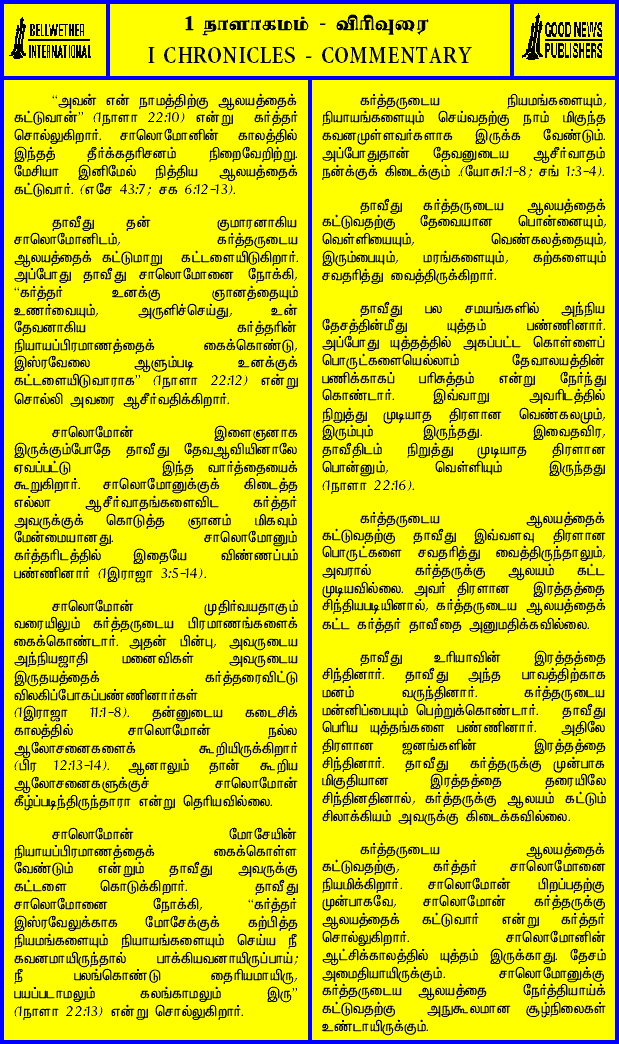 BELLWETHER
INTERNATIONAL
1 நாளாகமம் - விரிவுரை
I CHRONICLES - COMMENTARY
GOOD NEWS
PUBLISHERS
“அவன் என் நாமத்திற்கு ஆலயத்தைக்
கட்டுவான்” (1நாளா 22:10) என்று கர்த்தர்
சொல்லுகிறார். சாலொமோனின் காலத்தில்
இந்தத் தீர்க்கதரிசனம் நிறைவேறிற்று.
மேசியா இனிமேல் நித்திய ஆலயத்தைக்
கட்டுவார். (எசே 43:7; சக 6:12-13).
தாவீது தன் குமாரனாகிய
சாலொமோனிடம், கர்த்தருடைய
ஆலயத்தைக் கட்டுமாறு கட்டளையிடுகிறார்.
அப்போது தாவீது சாலொமோனை நோக்கி,
“கர்த்தர் உனக்கு ஞானத்தையும்
உணர்வையும், அருளிச்செய்து, உன்
தேவனாகிய கர்த்தரின்
நியாயப்பிரமாணத்தைக் கைக்கொண்டு,
இஸ்ரவேலை ஆளும்படி உனக்குக்
கட்டளையிடுவாராக” (1நாளா 22:12) என்று
சொல்லி அவரை ஆசீர்வதிக்கிறார்.
சாலொமோன் இளைஞனாக
இருக்கும்போதே தாவீது தேவஆவியினாலே
ஏவப்பட்டு இந்த வார்த்தையைக்
கூறுகிறார். சாலொமோனுக்குக் கிடைத்த
எல்லா ஆசீர்வாதங்களைவிட கர்த்தர்
அவருக்குக் கொடுத்த ஞானம் மிகவும்
மேன்மையானது. சாலொமோனும்
கர்த்தரிடத்தில் இதையே விண்ணப்பம்
பண்ணினார் (1இராஜா 3:5-14).
சாலொமோன் முதிர்வயதாகும்
வரையிலும் கர்த்தருடைய பிரமாணங்களைக்
கைக்கொண்டார். அதன் பின்பு, அவருடைய
அந்நியஜாதி மனைவிகள் அவருடைய
இருதயத்தைக் கர்த்தரைவிட்டு
விலகிப்போகப்பண்ணினார்கள்
(1இராஜா 11:1-8). தன்னுடைய கடைசிக்
காலத்தில் சாலொமோன் நல்ல
ஆலோசனைகளைக் கூறியிருக்கிறார்
(பிர 12:13-14). ஆனாலும் தான் கூறிய
ஆலோசனைகளுக்குச் சாலொமோன்
கீழ்ப்படிந்திருந்தாரா என்று தெரியவில்லை.
சாலொமோன் மோசேயின்
நியாயப்பிரமாணத்தைக் கைக்கொள்ள
வேண்டும் என்றும் தாவீது அவருக்கு
கட்டளை கொடுக்கிறார். தாவீது
சாலொமோனை நோக்கி, “கர்த்தர்
இஸ்ரவேலுக்காக மோசேக்குக் கற்பித்த
நியமங்களையும் நியாயங்களையும் செய்ய நீ
கவனமாயிருந்தால் பாக்கியவனாயிருப்பாய்;
நீ பலங்கொண்டு தைரியமாயிரு,
பயப்படாமலும் கலங்காமலும் இரு”
(1நாளா 22:13) என்று சொல்லுகிறார்.
கர்த்தருடைய நியமங்களையும்,
நியாயங்களையும் செய்வதற்கு நாம் மிகுந்த
கவனமுள்ளவர்களாக இருக்க வேண்டும்.
அப்போதுதான் தேவனுடைய ஆசீர்வாதம்
நன்க்குக் கிடைக்கும் .(யோசு1:1-8; சங் 1:3-4).
தாவீது கர்த்தருடைய ஆலயத்தைக்
கட்டுவதற்கு தேவையான பொன்னையும்,
வெள்ளியையும், வெண்கலத்தையும்,
இரும்பையும், மரங்களையும், கற்களையும்
சவதரித்து வைத்திருக்கிறார்.
தாவீது பல சமயங்களில் அந்நிய
தேசத்தின்மீது யுத்தம் பண்ணினார்.
அப்போது யுத்தத்தில் அகப்பட்ட கொள்ளைப்
பொருட்களையெல்லாம் தேவாலயத்தின்
பணிக்காகப் பரிசுத்தம் என்று நேர்ந்து
கொண்டார். இவ்வாறு அவரிடத்தில்
நிறுத்து முடியாத திரளான வெண்கலமும்,
இரும்பும் இருந்தது. இவைதவிர,
தாவீதிடம் நிறுத்து முடியாத திரளான
பொன்னும், வெள்ளியும் இருந்தது
(1நாளா 22:16).
கர்த்தருடைய ஆலயத்தைக்
கட்டுவதற்கு தாவீது இவ்வளவு திரளான
பொருட்களை சவதரித்து வைத்திருந்தாலும்,
அவரால் கர்த்தருக்கு ஆலயம் கட்ட
முடியவில்லை. அவர் திரளான இரத்தத்தை
சிந்தியபடியினால், கர்த்தருடைய ஆலயத்தைக்
கட்ட கர்த்தர் தாவீதை அனுமதிக்கவில்லை.
தாவீது உரியாவின் இரத்தத்தை
சிந்தினார். தாவீது அந்த பாவத்திற்காக
மனம் வருந்தினார். கர்த்தருடைய
மன்னிப்பையும் பெற்றுக்கொண்டார். தாவீது
பெரிய யுத்தங்களை பண்ணினார். அதிலே
திரளான ஜனங்களின் இரத்தத்தை
சிந்தினார். தாவீது கர்த்தருக்கு முன்பாக
மிகுதியான இரத்தத்தை தரையிலே
சிந்தினதினால், கர்த்தருக்கு ஆலயம் கட்டும்
சிலாக்கியம் அவருக்கு கிடைக்கவில்லை.
கர்த்தருடைய ஆலயத்தைக்
கட்டுவதற்கு, கர்த்தர் சாலொமோனை
நியமிக்கிறார். சாலொமோன் பிறப்பதற்கு
முன்பாகவே, சாலொமோன் கர்த்தருக்கு
ஆலயத்தைக் கட்டுவார் என்று கர்த்தர்
சொல்லுகிறார். சாலொமோனின்
ஆட்சிக்காலத்தில் யுத்தம் இருக்காது. தேசம்
அமைதியாயிருக்கும். சாலொமோனுக்கு
கர்த்தருடைய ஆலயத்தை நேர்த்தியாய்க்
கட்டுவதற்கு அநுகூலமான சூழ்நிலைகள்
உண்டாயிருக்கும்.